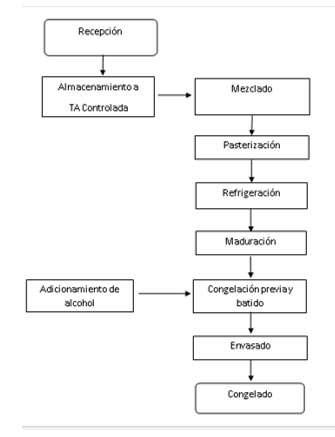 Recepción
Almacenamiento a
TA Controlada
Mezclado
Pasterización
Refrigeración
Maduración
Adicionamiento de
alcohol
Congelación previa y
batido
Envasado
Congelado